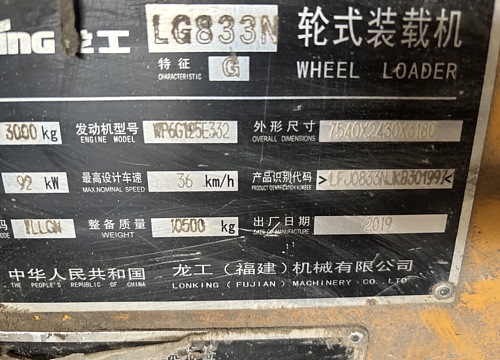 KING 龙工 LG833N 轮式装载机
特征 G
CHARACTERISTIC
WHEEL LOADER
3000 kg 发动机型号 WP6G125E332 外形尺寸 7540X2430X3180
ENGINE MODEL OVERALL DIMENSIONS
92 kW 最高设计车速 36 km/h 产品识别代码
MAX.NOMINAL SPEED PRODUCT IDENTIFICATION NUMBER
码 整备质量 10500 kg 出厂日期 2019
WEIGHT
中华人民共和国 龙工（福建）机械有限公司
THE PEOPLE'S REPUBLIC OF CHINA LONKING (FUJIAN) MACHINERY CO., LTD